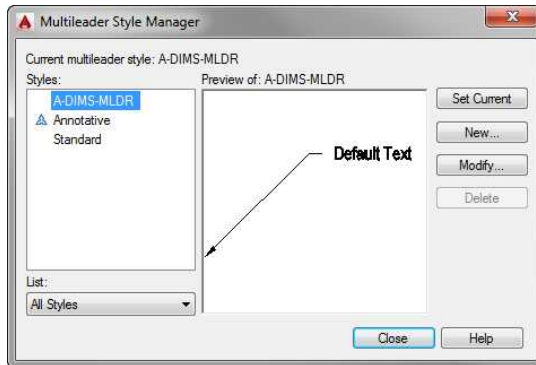 Multileader Style Manager
Current multileader style: A-DIMS-MLDR
Styles:
Preview of: A-DIMS-MLDR
A-DIMS-MLDR
Annotative
Standard
Default Text
Set Current
New...
Modify...
Delete
List:
All Styles
Close
Help